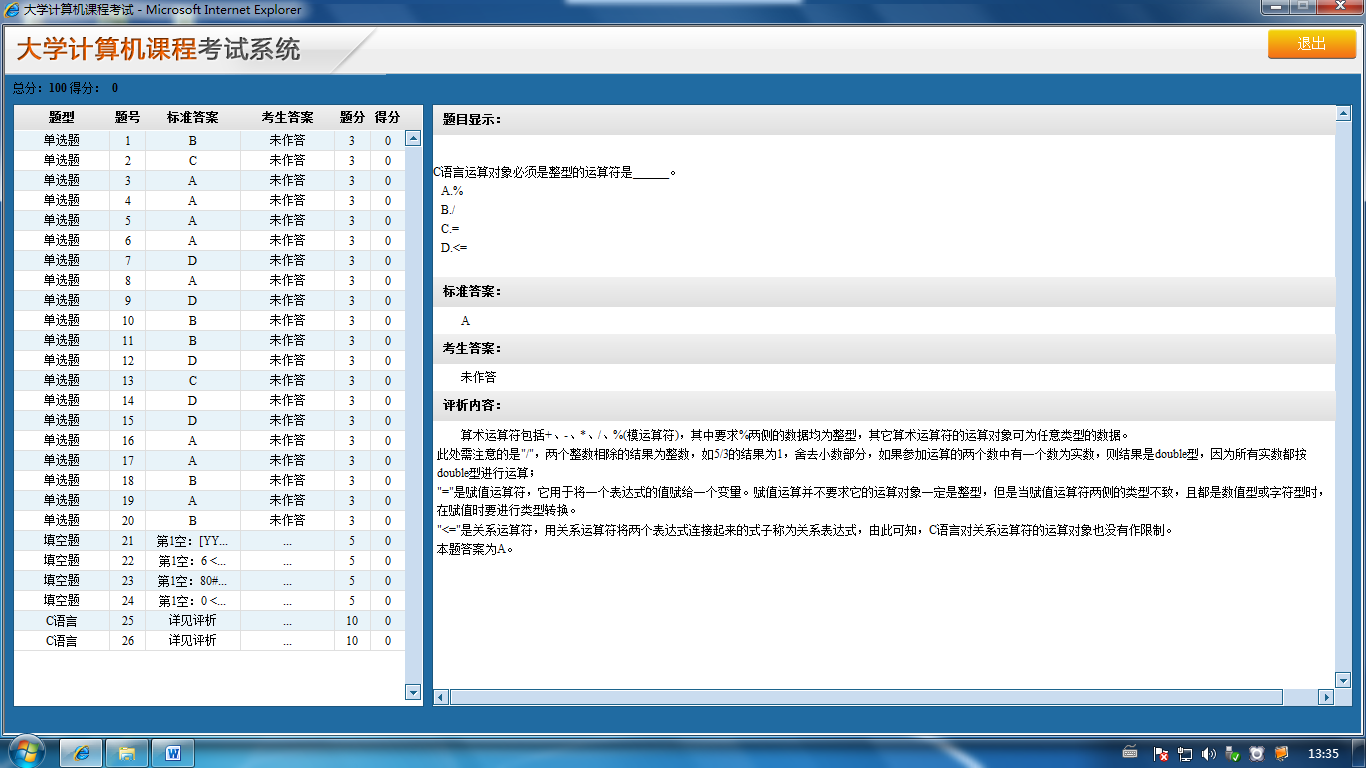 大学计算机课程考试 - Microsoft Internet Explorer
大学计算机课程考试系统
退出
总分：100 得分： 0
题型 题号 标准答案 考生答案 题分 得分
单选题 1 B 未作答 3 0
单选题 2 C 未作答 3 0
单选题 3 A 未作答 3 0
单选题 4 A 未作答 3 0
单选题 5 A 未作答 3 0
单选题 6 A 未作答 3 0
单选题 7 D 未作答 3 0
单选题 8 A 未作答 3 0
单选题 9 D 未作答 3 0
单选题 10 B 未作答 3 0
单选题 11 B 未作答 3 0
单选题 12 D 未作答 3 0
单选题 13 C 未作答 3 0
单选题 14 D 未作答 3 0
单选题 15 D 未作答 3 0
单选题 16 A 未作答 3 0
单选题 17 A 未作答 3 0
单选题 18 B 未作答 3 0
单选题 19 A 未作答 3 0
单选题 20 B 未作答 3 0
填空题 21 第1空：[YY... ... 5 0
填空题 22 第1空：6 <... ... 5 0
填空题 23 第1空：80#... ... 5 0
填空题 24 第1空：0 <... ... 5 0
C语言 25 详见评析 ... 10 0
C语言 26 详见评析 ... 10 0
题目显示：
C语言运算对象必须是整型的运算符是______。
A.%
B./
C.=
D.<=
标准答案：
A
考生答案：
未作答
评析内容：
算术运算符包括+、-、*、/、%(模运算符)，其中要求%两侧的数据均为整型，其它算术运算符的运算对象可为任意类型的数据。
此处需注意的是"/"，两个整数相除的结果为整数，如5/3的结果为1，舍去小数部分，如果参加运算的两个数中有一个数为实数，则结果是double型，因为所有实数都按
double型进行运算；
"="是赋值运算符，它用于将一个表达式的值赋给一个变量。赋值运算并不要求它的运算对象一定是整型，但是当赋值运算符两侧的类型不致，且都是数值型或字符型时，
在赋值时要进行类型转换。
"<="是关系运算符，用关系运算符将两个表达式连接起来的式子称为关系表达式，由此可知，C语言对关系运算符的运算对象也没有作限制。
本题答案为A。
13:35